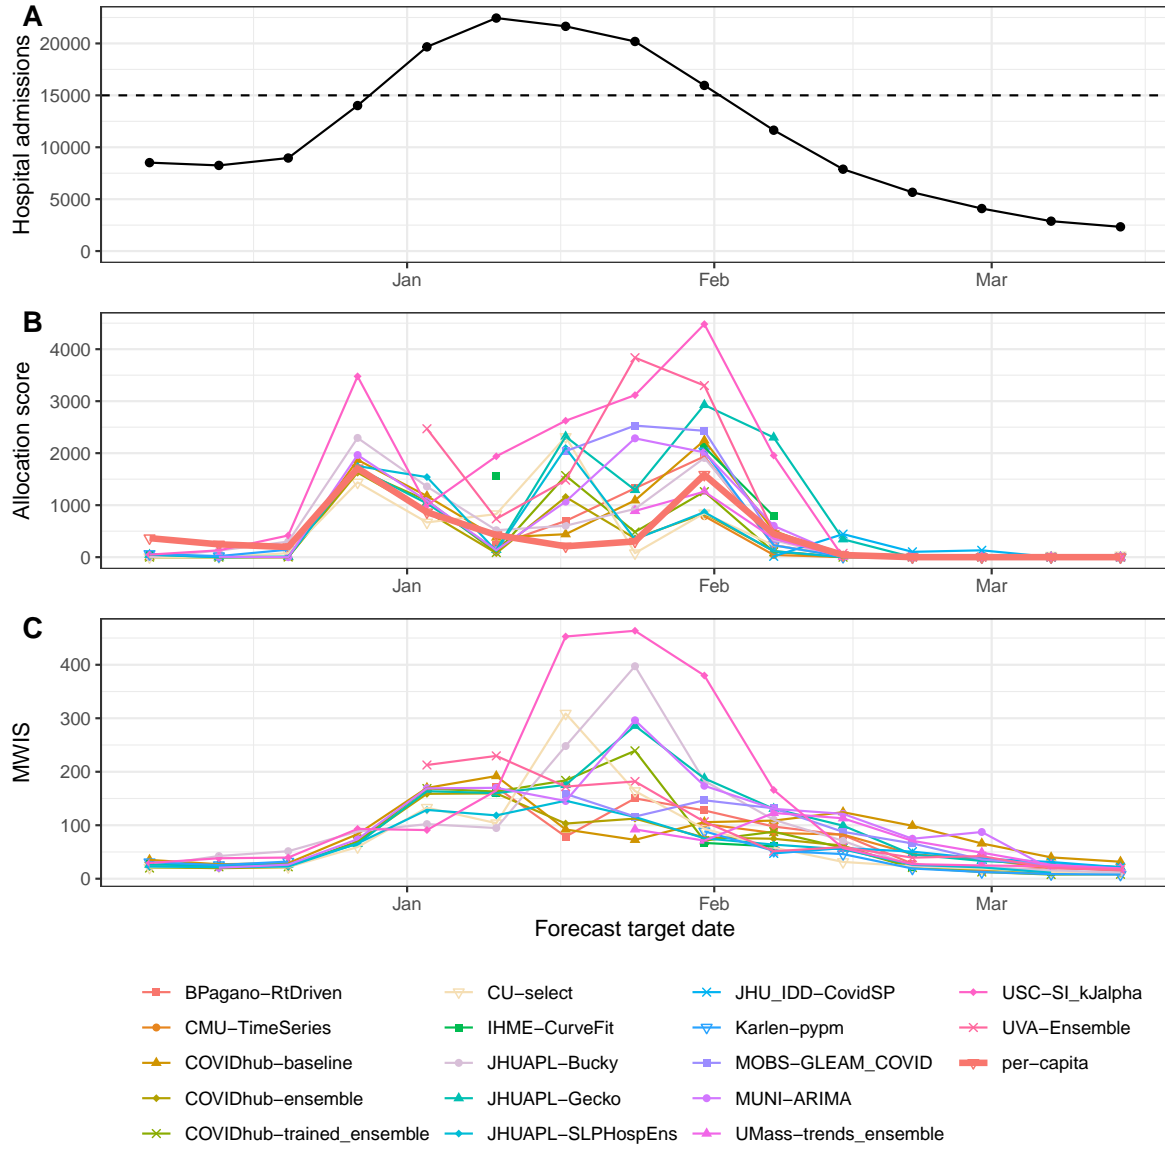 A
Hospital admissions
20000
15000
10000
5000
0
Jan
Feb
Mar
B
Allocation score
4000
3000
2000
1000
0
Jan
Feb
Mar
C
MWIS
400
300
200
100
0
Jan
Feb
Mar
Forecast target date
BPagano−RtDriven
CMU−TimeSeries
COVIDhub−baseline
COVIDhub−ensemble
COVIDhub−trained_ensemble
CU−select
IHME−CurveFit
JHUAPL−Bucky
JHUAPL−Gecko
JHUAPL−SLPHospEns
JHU_IDD−CovidSP
Karlen−pypm
MOBS−GLEAM_COVID
MUNI−ARIMA
UMass−trends_ensemble
USC−SI_kJalpha
UVA−Ensemble
per−capita